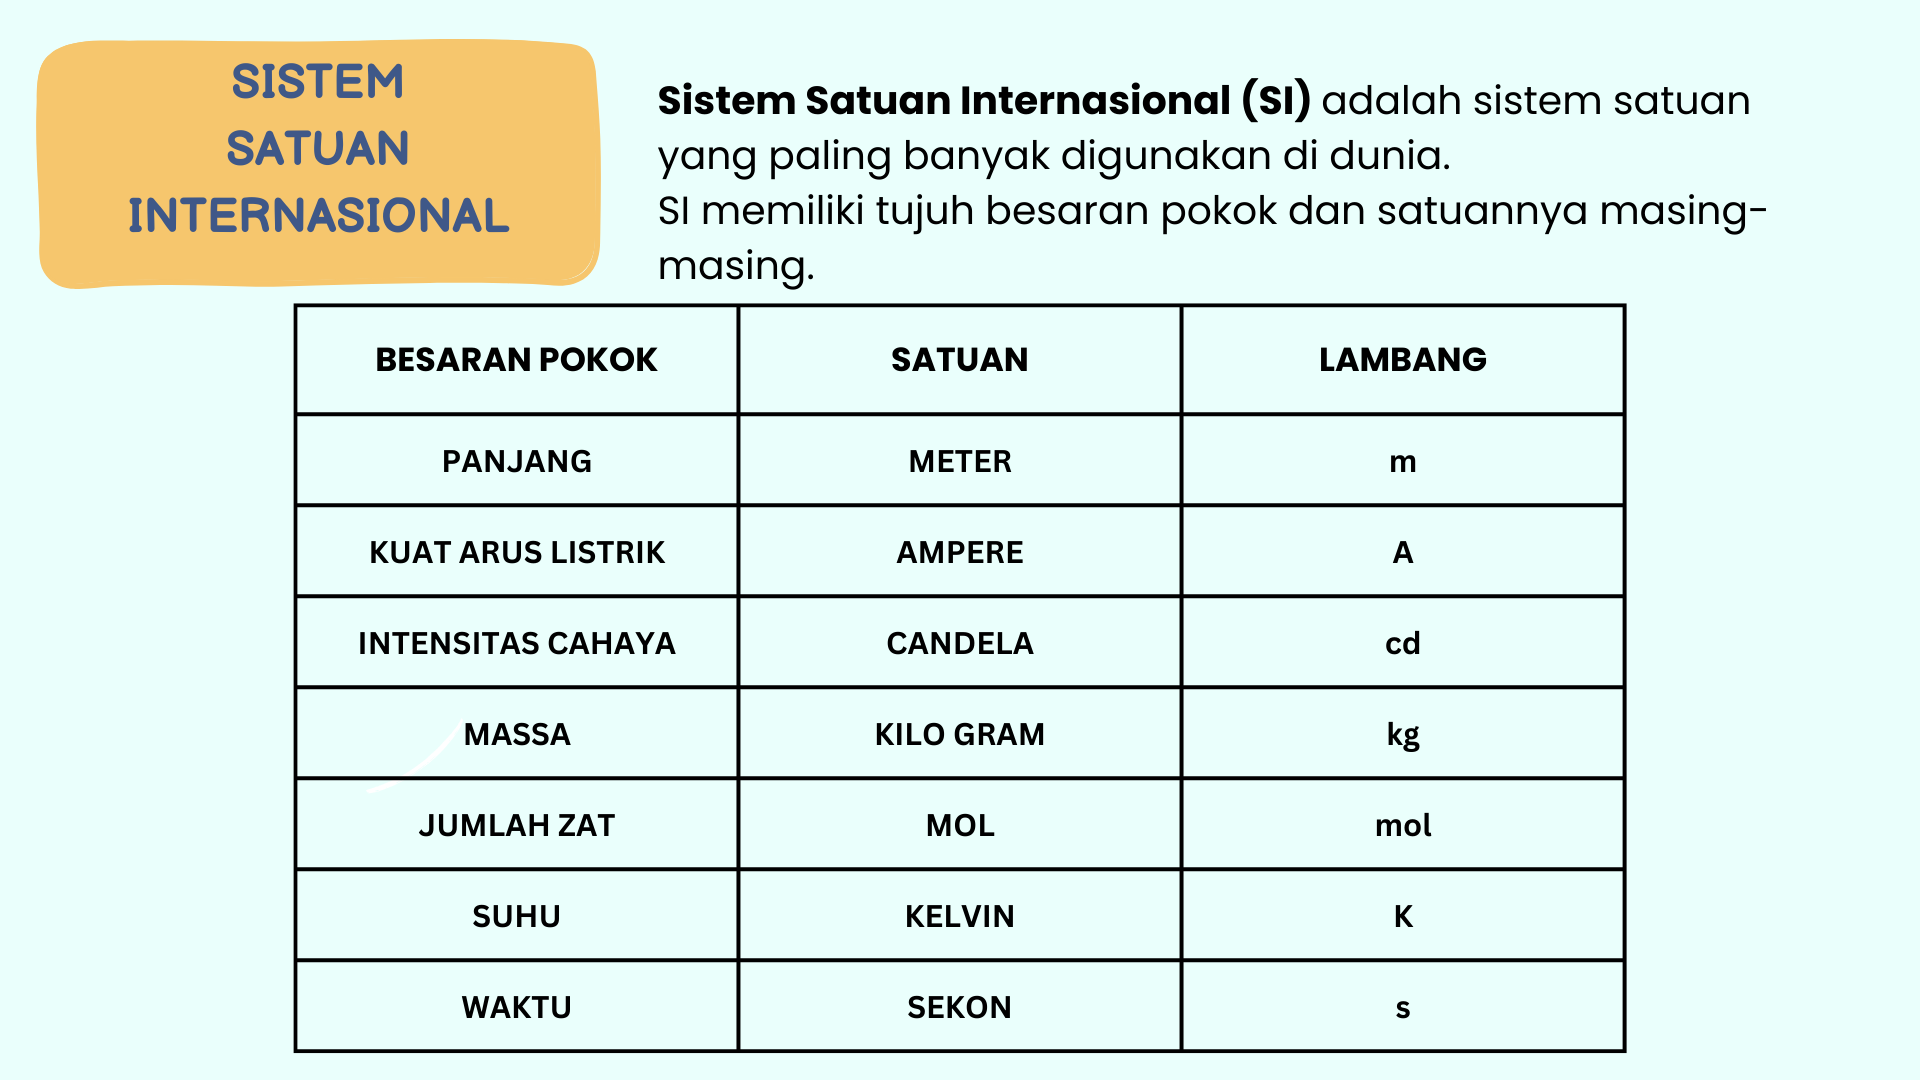 SISTEM
SATUAN
INTERNASIONAL
Sistem Satuan Internasional (SI) adalah sistem satuan
yang paling banyak digunakan di dunia.
SI memiliki tujuh besaran pokok dan satuannya masing-
masing.
BESARAN POKOK SATUAN LAMBANG
PANJANG METER m
KUAT ARUS LISTRIK AMPERE A
INTENSITAS CAHAYA CANDELA cd
MASSA KILO GRAM kg
JUMLAH ZAT MOL mol
SUHU KELVIN K
WAKTU SEKON s